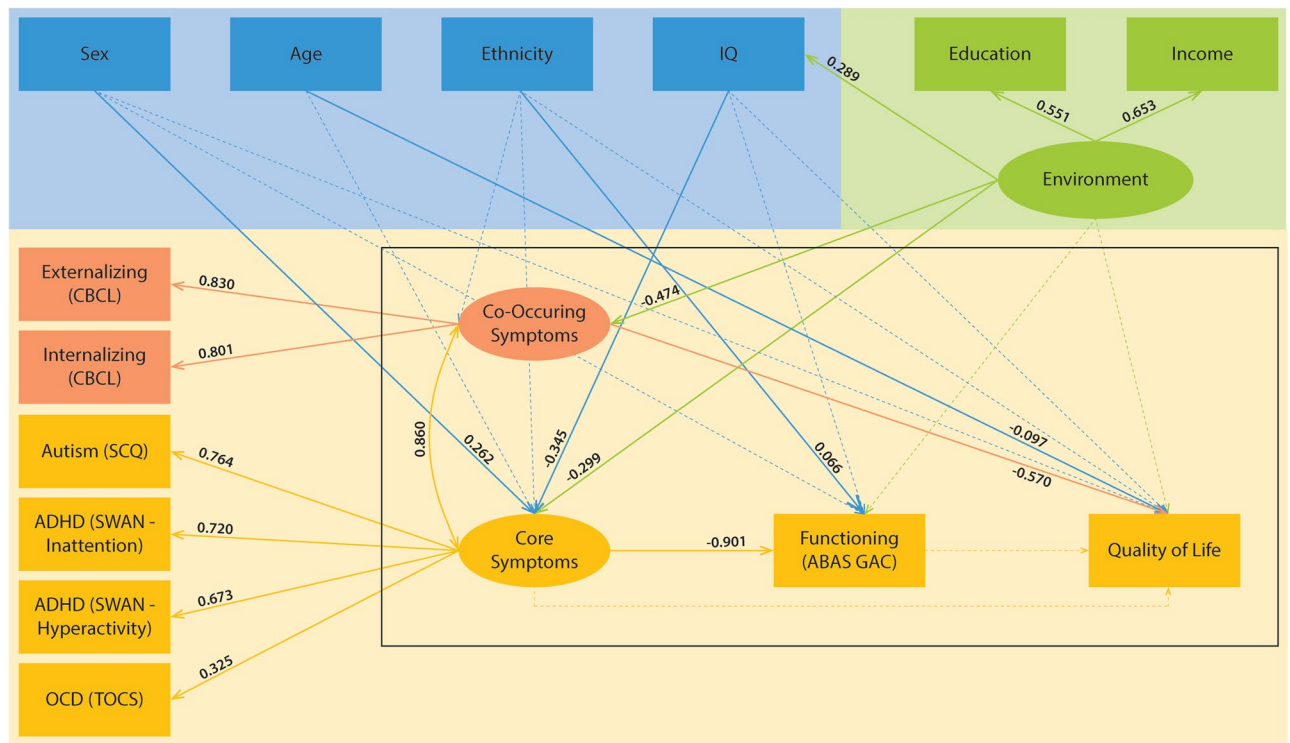 Sex
Age
Ethnicity
IQ
Education
Income
0.289
0.551
0.653
Environment
Externalizing
(CBCL)
0.830
Co-Occuring
Symptoms
-0.474
Internalizing
(CBCL)
0.801
Autism (SCQ)
0.764
0.860
0.262
-0.345
-0.299
0.066
-0.097
-0.570
ADHD (SWAN -
Inattention)
0.720
Core
Symptoms
-0.901
Functioning
(ABAS GAC)
Quality of Life
ADHD (SWAN -
Hyperactivity)
0.673
OCD (TOCS)
0.325